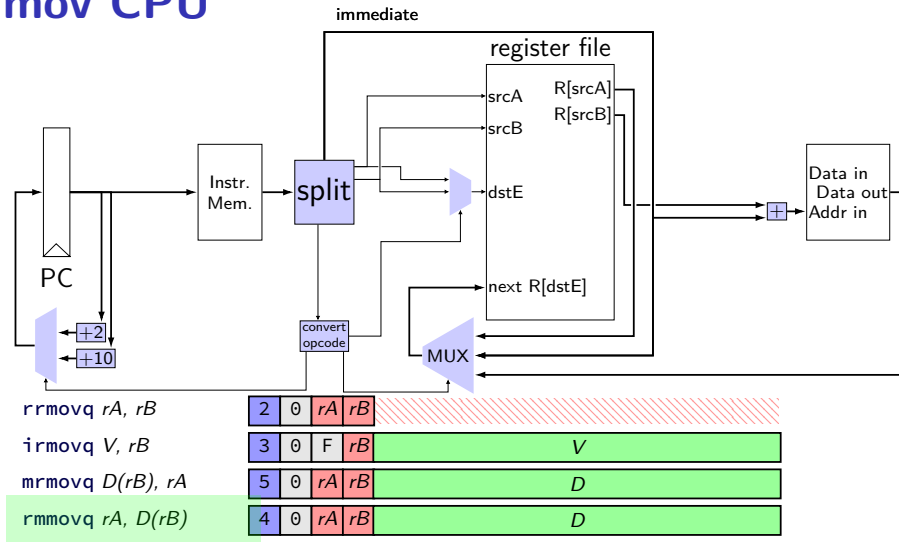 mov CPU
immediate
register file
srcA
R[srcA]
srcB
R[srcB]
Instr.
Mem.
split
dstE
Data in
Data out
Addr in
+
PC
next R[dstE]
convert
opcode
+2
+10
MUX
rrmovq rA, rB 2 0 rA rB
irmovq V, rB 3 0 F rB V
mrmovq D(rB), rA 5 0 rA rB D
rmmovq rA, D(rB) 4 0 rA rB D